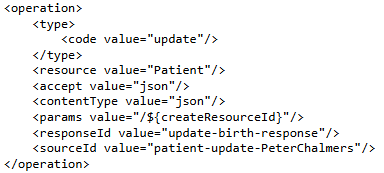 <operation>
    <type>
        <code value="update"/>
    </type>
    <resource value="Patient"/>
    <accept value="json"/>
    <contentType value="json"/>
    <params value="/${createResourceId}"/>
    <responseId value="update-birth-response"/>
    <sourceId value="patient-update-PeterChalmers"/>
</operation>